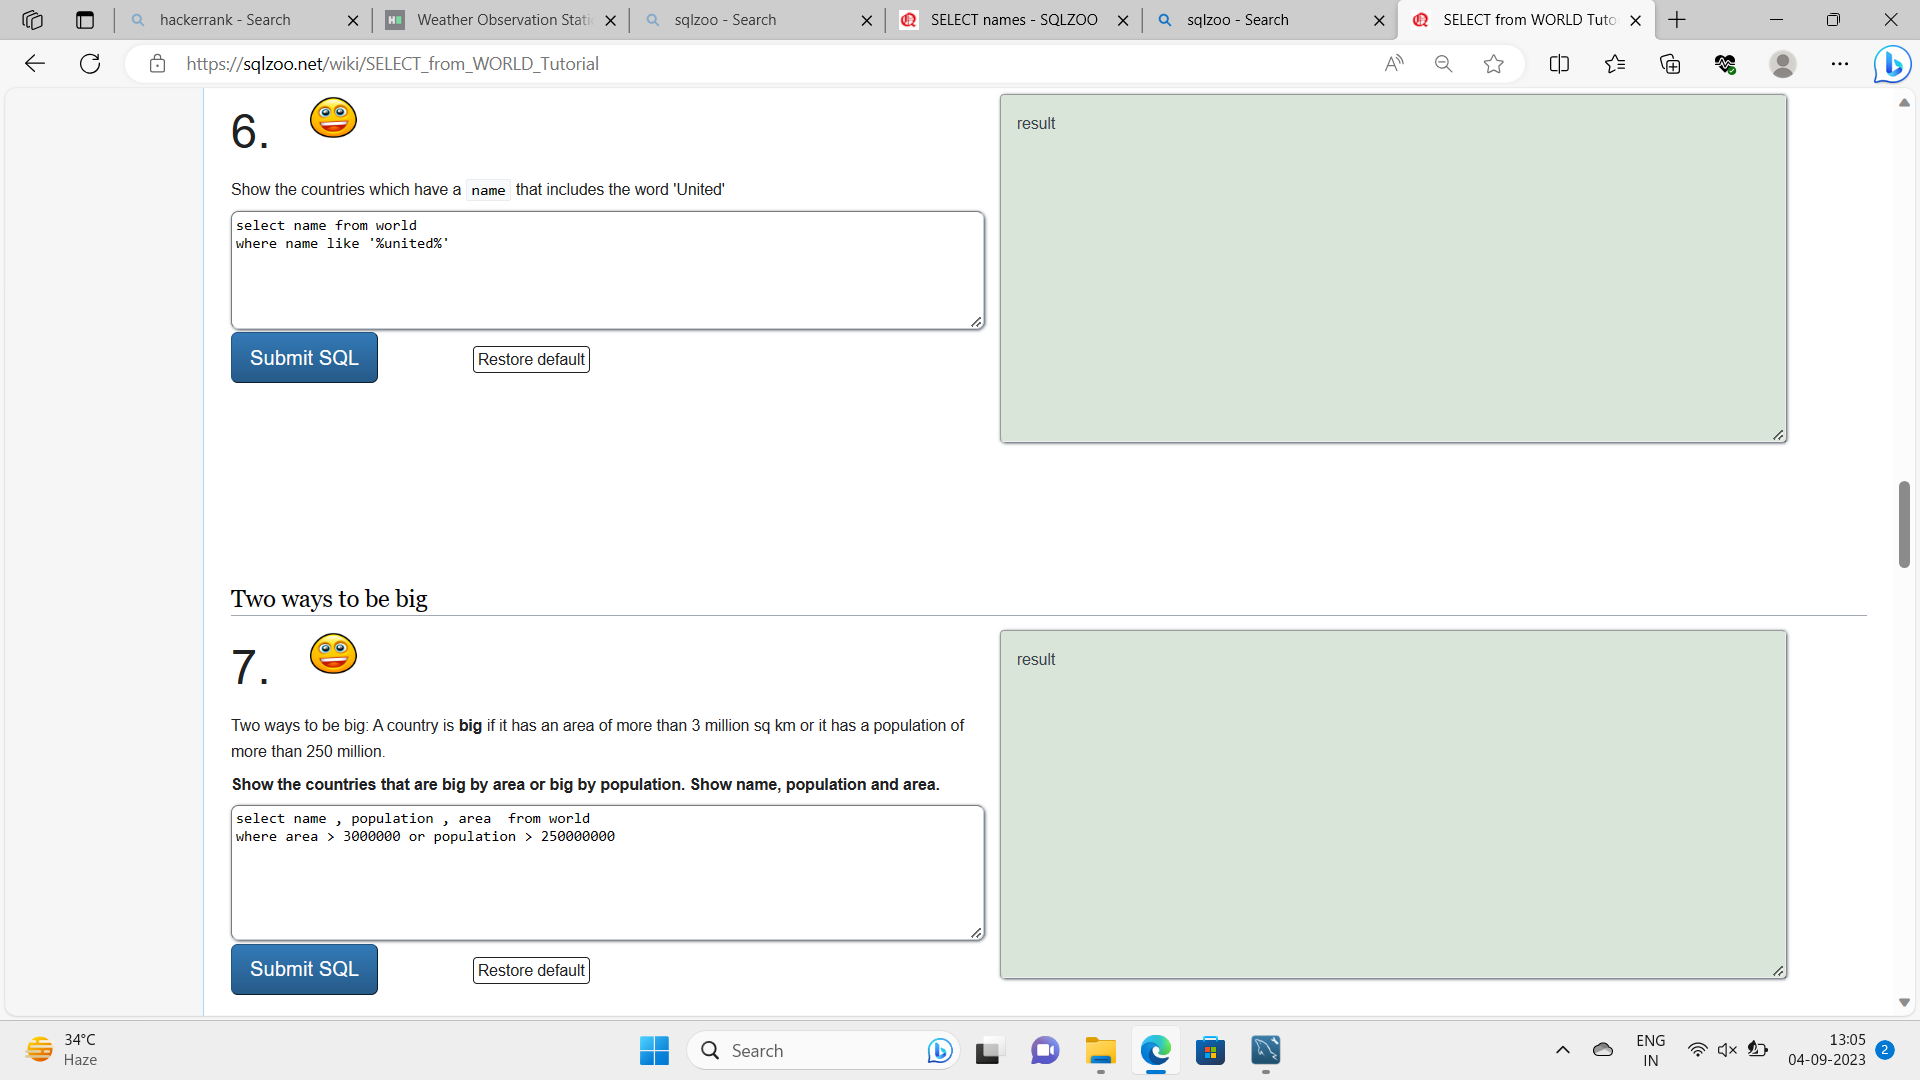 hackerrank - Search
Weather Observation Static
sqlzoo - Search
SELECT names - SQLZOO
sqlzoo - Search
SELECT from WORLD Tuto
https://sqlzoo.net/wiki/SELECT_from_WORLD_Tutorial
6.
Show the countries which have a name that includes the word 'United'
select name from world
where name like '%united%'
Submit SQL
Restore default
result
Two ways to be big
7.
Two ways to be big: A country is big if it has an area of more than 3 million sq km or it has a population of
more than 250 million.
Show the countries that are big by area or big by population. Show name, population and area.
select name , population , area  from world
where area > 3000000 or population > 250000000
Submit SQL
Restore default
result
34°C
Haze
Search
ENG
IN
13:05
04-09-2023
2